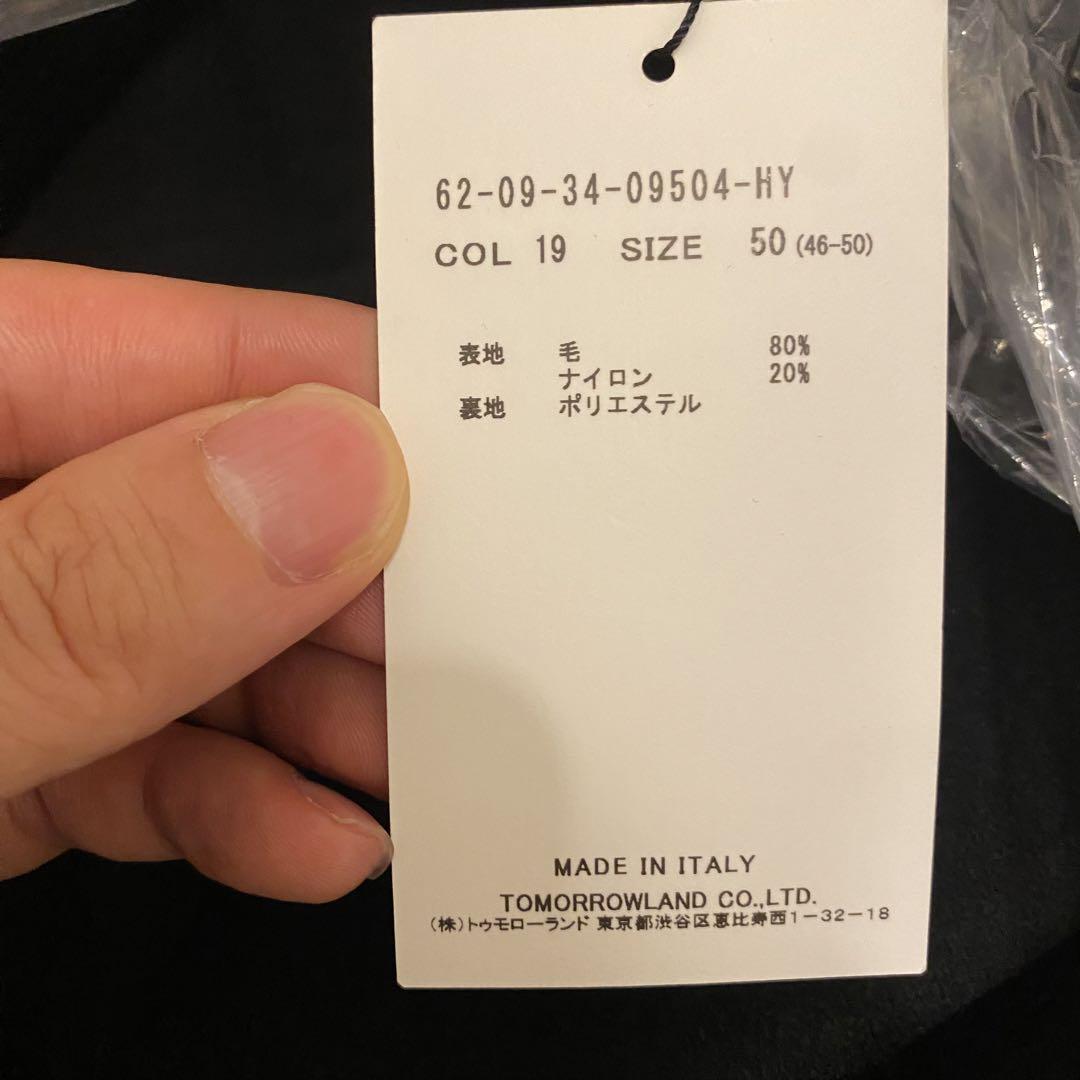 62-09-34-09504-HY
COL 19 SIZE 50 (46-50)
表地 毛 80%
ナイロン 20%
裏地 ポリエステル
MADE IN ITALY
TOMORROWLAND CO.,LTD.
(株)トゥモローランド 東京都渋谷区恵比寿西1-32-18